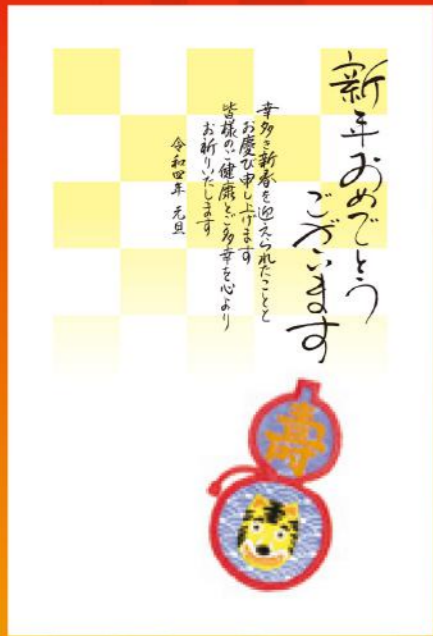 新年おめでとう
ございます
幸多き新春を迎えられたことと
お慶び申し上げます
皆様のご健康とご多幸を心より
お祈りいたします
令和四年 元旦
寿